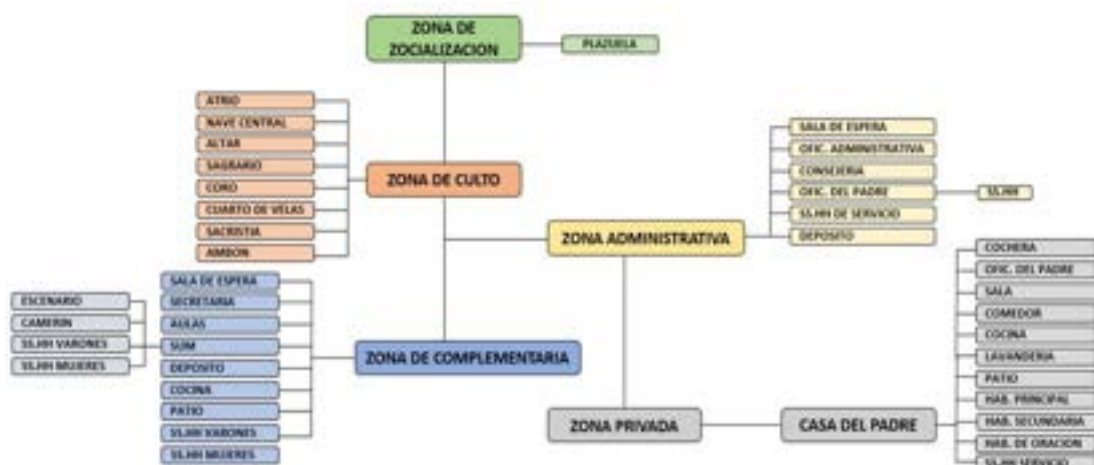 ZONA DE
ZOCIALIZACION
PLAZUELA
ATRIO
NAVE CENTRAL
ALTAR
SAGRARIO
CORO
CUARTO DE VELAS
SACRISTIA
AMBON
ZONA DE CULTO
SALA DE ESPERA
OFIC. ADMINISTRATIVA
CONSEJERIA
OFIC. DEL PADRE
SS.HH
SS.HH DE SERVICIO
DEPOSITO
ZONA ADMINISTRATIVA
ESCENARIO
CAMERIN
SS.HH VARONES
SS.HH MUJERES
SALA DE ESPERA
SECRETARIA
AULAS
SUM
DEPOSITO
COCINA
PATIO
SS.HH VARONES
SS.HH MUJERES
ZONA DE COMPLEMENTARIA
ZONA PRIVADA
CASA DEL PADRE
COCHERA
OFIC. DEL PADRE
SALA
COMEDOR
COCINA
LAVANDERIA
PATIO
HAB. PRINCIPAL
HAB. SECUNDARIA
HAB. DE ORACION
SS.HH SERVICIO